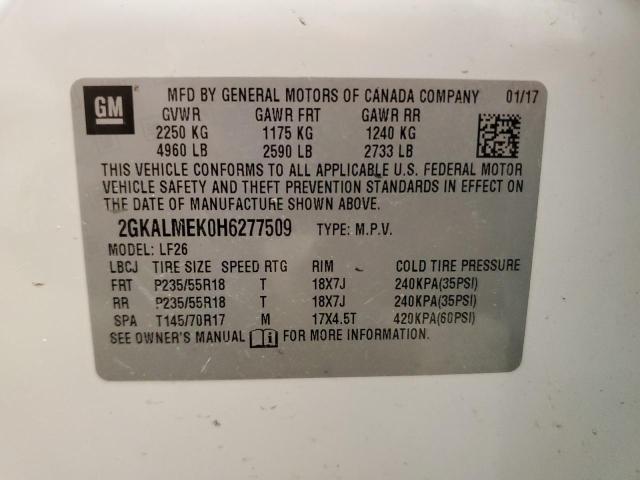 GM
MFD BY GENERAL MOTORS OF CANADA COMPANY 01/17
GVWR GAWR FRT GAWR RR
2250 KG 1175 KG 1240 KG
4960 LB 2590 LB 2733 LB
THIS VEHICLE CONFORMS TO ALL APPLICABLE U.S. FEDERAL MOTOR
VEHICLE SAFETY AND THEFT PREVENTION STANDARDS IN EFFECT ON
THE DATE OF MANUFACTURE SHOWN ABOVE.
2GKALMEK0H6277509 TYPE: M.P.V.
MODEL: LF26
LBCJ TIRE SIZE SPEED RTG RIM COLD TIRE PRESSURE
FRT P235/55R18 T 18X7J 240KPA(35PSI)
RR P235/55R18 T 18X7J 240KPA(35PSI)
SPA T145/70R17 M 17X4.5T 420KPA(60PSI)
SEE OWNER'S MANUAL FOR MORE INFORMATION.